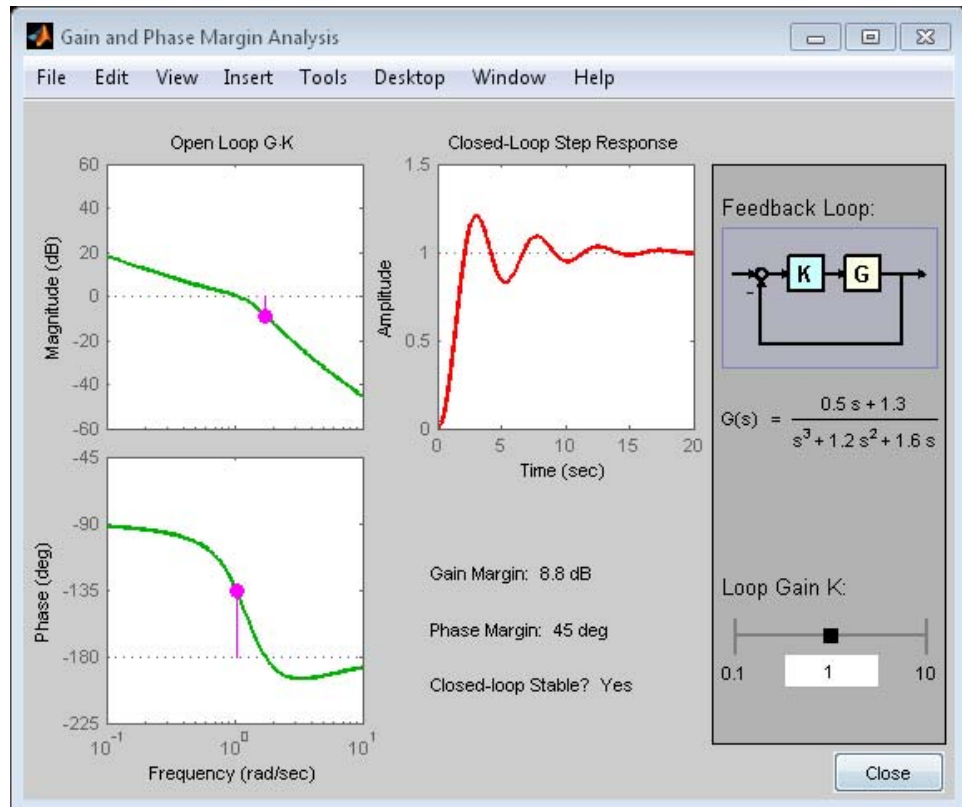 Gain and Phase Margin Analysis
File Edit View Insert Tools Desktop Window Help
Open Loop G·K
60
40
20
0
-20
-40
-60
Magnitude (dB)
-45
-90
-135
-180
-225
Phase (deg)
10^-1 10^0 10^1
Frequency (rad/sec)
Closed-Loop Step Response
1.5
1
0.5
0
Amplitude
0 5 10 15 20
Time (sec)
Gain Margin: 8.8 dB
Phase Margin: 45 deg
Closed-loop Stable? Yes
Feedback Loop:
- K G
G(s) = 0.5 s + 1.3
s^3 + 1.2 s^2 + 1.6 s
Loop Gain K:
0.1 1 10
Close